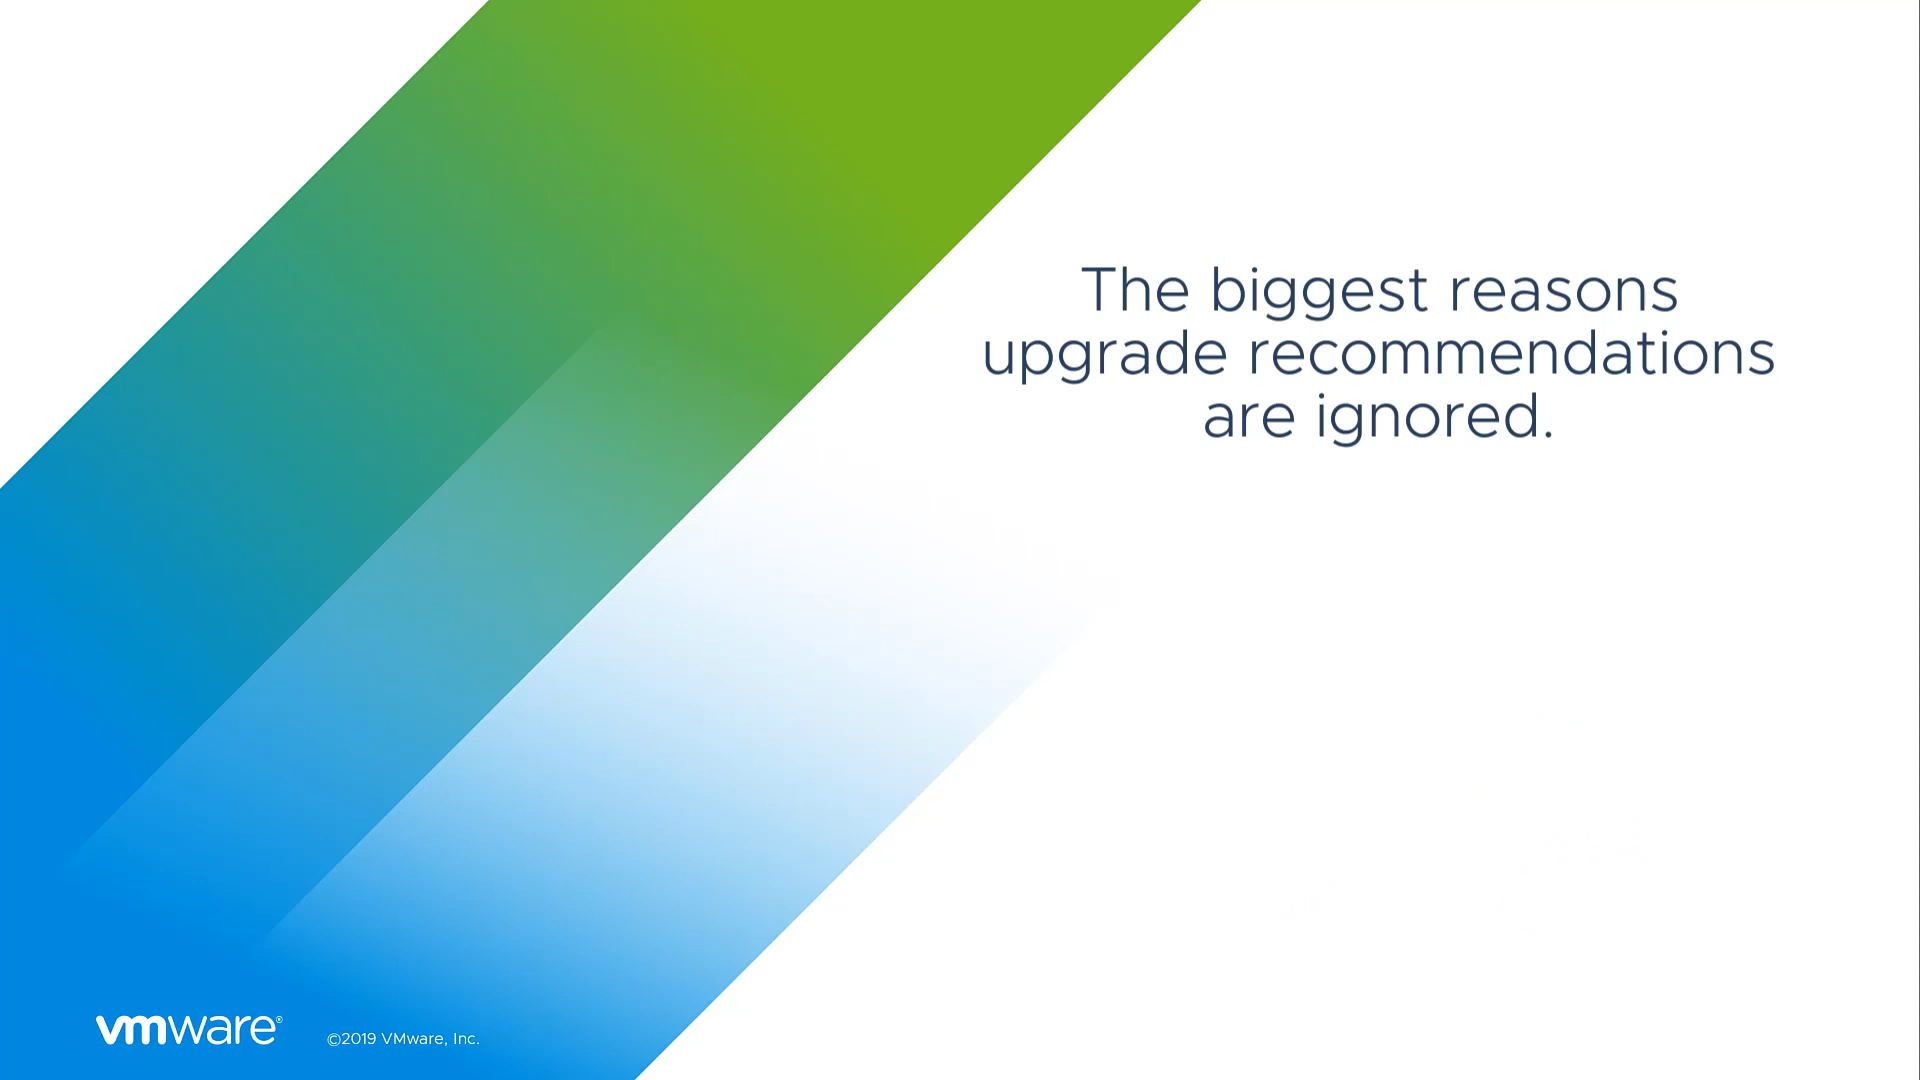 The biggest reasons
upgrade recommendations
are ignored.
vmware®
©2019 VMware, Inc.